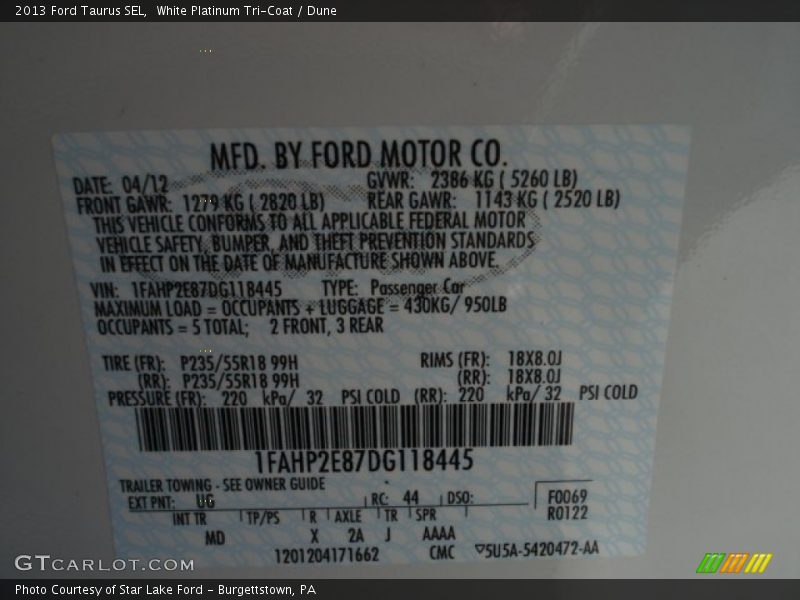 2013 Ford Taurus SEL,  White Platinum Tri-Coat / Dune
MFD. BY FORD MOTOR CO.
DATE: 04/12 GVWR: 2386 KG ( 5260 LB)
FRONT GAWR: 1279 KG ( 2820 LB) REAR GAWR: 1143 KG ( 2520 LB)
THIS VEHICLE CONFORMS TO ALL APPLICABLE FEDERAL MOTOR
VEHICLE SAFETY, BUMPER, AND THEFT PREVENTION STANDARDS
IN EFFECT ON THE DATE OF MANUFACTURE SHOWN ABOVE.
VIN: 1FAHP2E87DG118445 TYPE: Passenger Car
MAXIMUM LOAD = OCCUPANTS + LUGGAGE = 430KG/ 950LB
OCCUPANTS = 5 TOTAL; 2 FRONT, 3 REAR
TIRE (FR): P235/55R18 99H RIMS (FR): 18X8.0J
(RR): P235/55R18 99H (RR): 18X8.0J
PRESSURE (FR): 220 kPa/ 32 PSI COLD (RR): 220 kPa/ 32 PSI COLD
1FAHP2E87DG118445
TRAILER TOWING - SEE OWNER GUIDE
EXT PNT: UG RC: 44 DSO: F0069
INT TR TP/PS R AXLE TR SPR R0122
MD X 2A J AAAA
1201204171662 CMC 5U5A-5420472-AA
GTCARLOT.COM
Photo Courtesy of Star Lake Ford - Burgettstown, PA